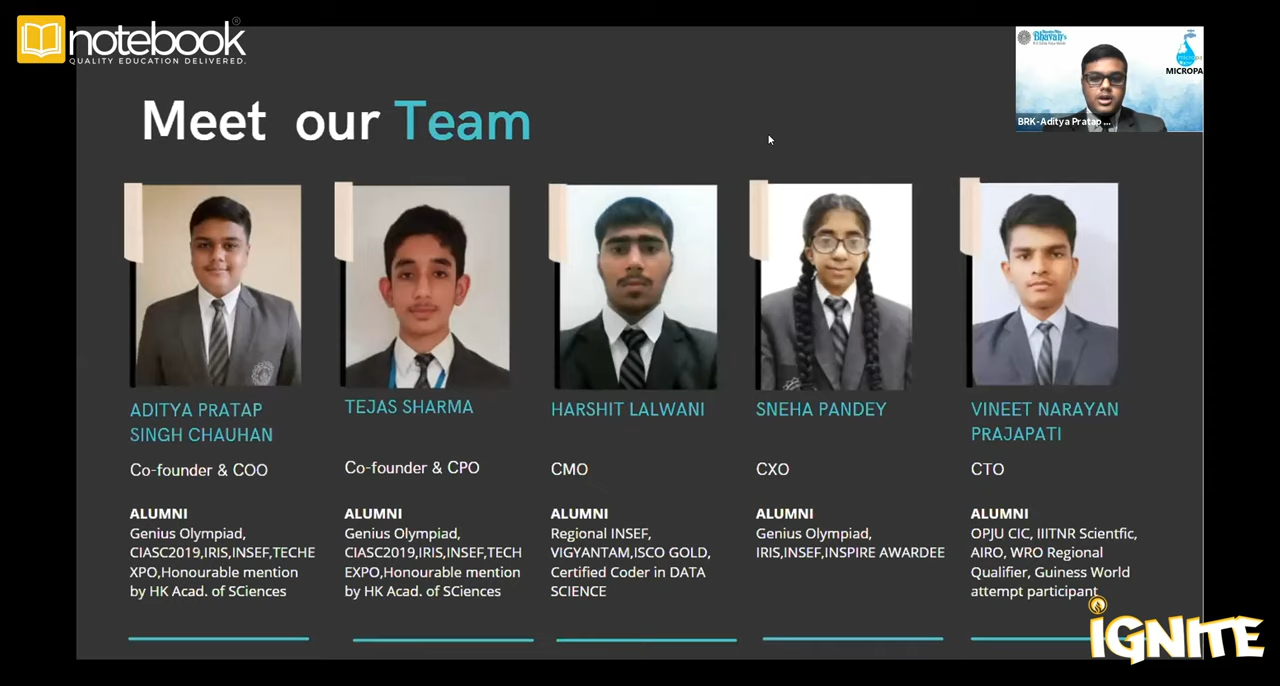 notebook
®
QUALITY EDUCATION DELIVERED.
Bhavan's
MICROPA
BRK-Aditya Pratap ...
Meet our Team
ADITYA PRATAP
SINGH CHAUHAN
Co-founder & COO
ALUMNI
Genius Olympiad,
CIASC2019,IRIS,INSEF,TECHE
XPO,Honourable mention
by HK Acad. of SCiences
TEJAS SHARMA
Co-founder & CPO
ALUMNI
Genius Olympiad,
CIASC2019,IRIS,INSEF,TECH
EXPO,Honourable mention
by HK Acad. of SCiences
HARSHIT LALWANI
CMO
ALUMNI
Regional INSEF,
VIGYANTAM,ISCO GOLD,
Certified Coder in DATA
SCIENCE
SNEHA PANDEY
CXO
ALUMNI
Genius Olympiad,
IRIS,INSEF,INSPIRE AWARDEE
VINEET NARAYAN
PRAJAPATI
CTO
ALUMNI
OPJU CIC, IIITNR Scientfic,
AIRO, WRO Regional
Qualifier, Guiness World
attempt participant
iGNITE